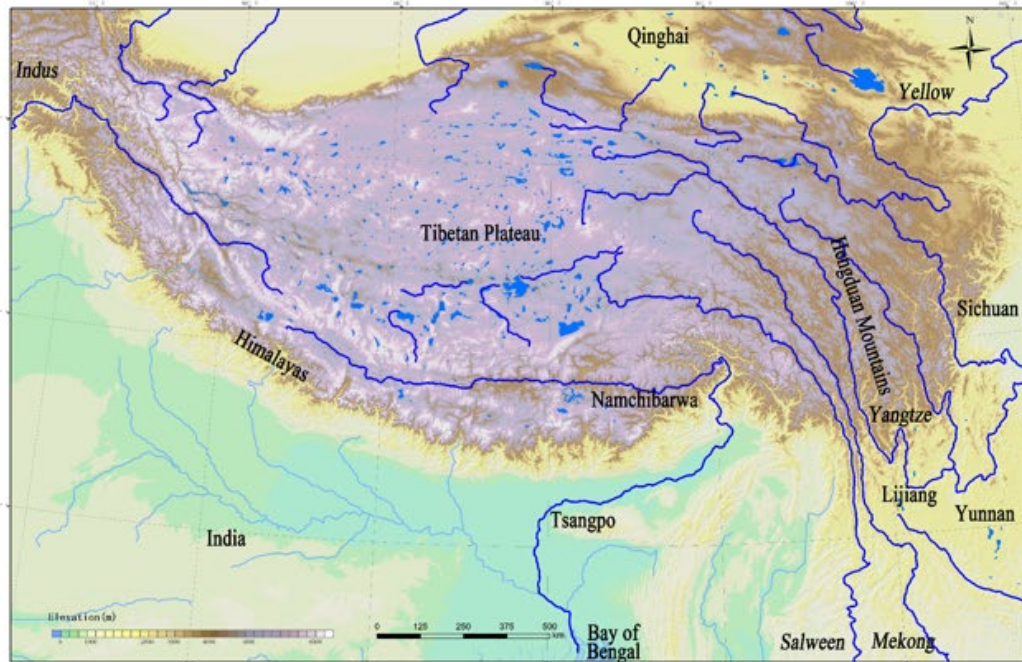 Qinghai
N
Indus
Yellow
Tibetan Plateau
Hengduan Mountains
Sichuan
Himalayas
Namchibarwa
Yangtze
Lijiang
Yunnan
Tsangpo
India
Elevation(m)
0 125 250 375 500
km
Bay of
Bengal
Salween
Mekong